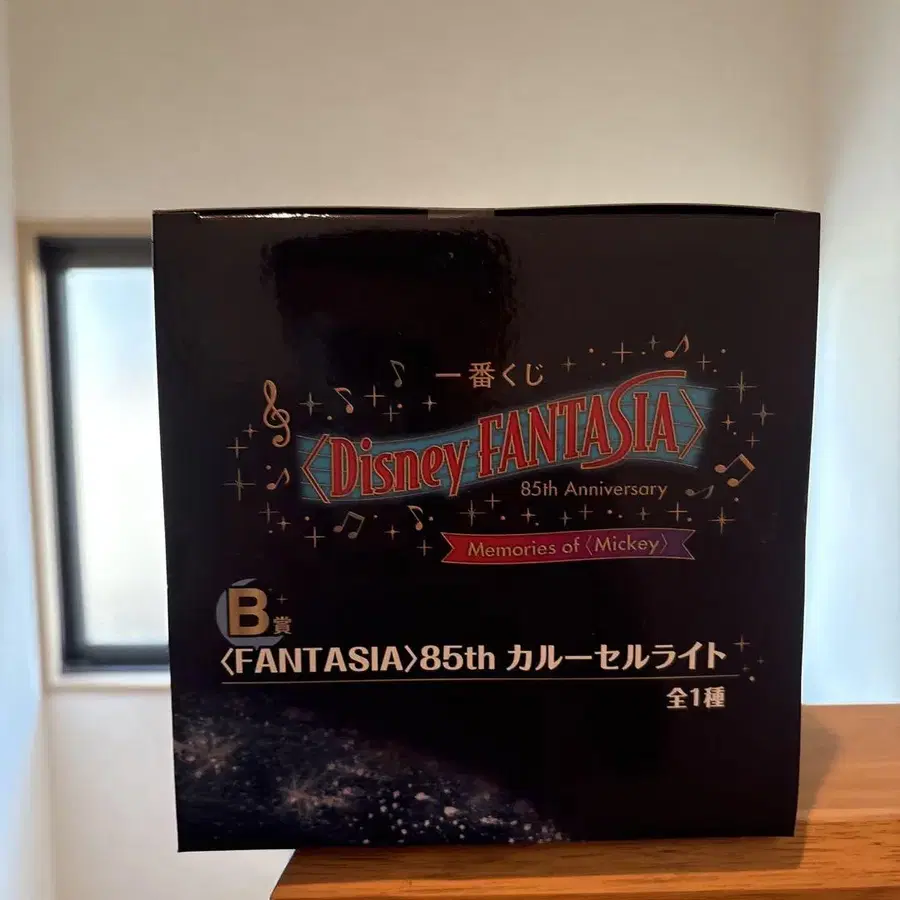 一番くじ
〈Disney FANTASIA〉
85th Anniversary
Memories of〈Mickey〉
B賞
〈FANTASIA〉85th カルーセルライト
全1種